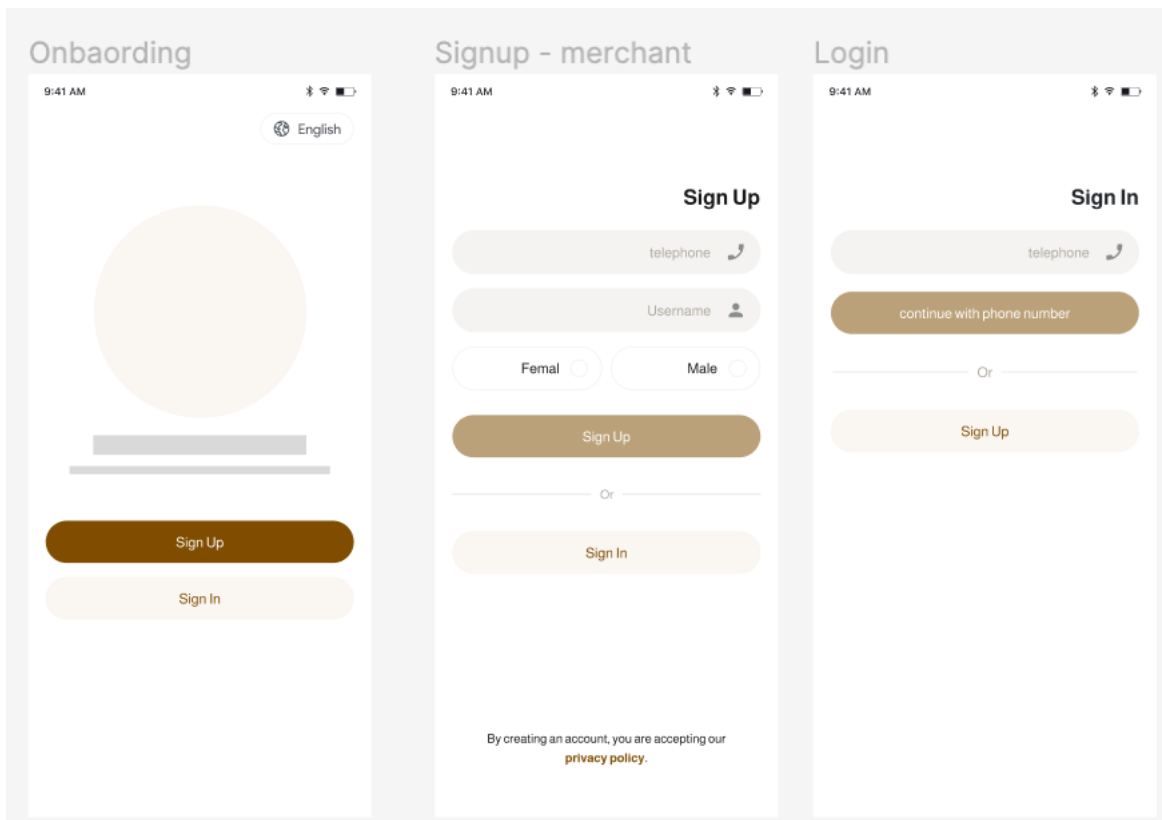 Onbaording
9:41 AM
English
Sign Up
Sign In
Signup - merchant
9:41 AM
Sign Up
telephone
Username
Femal
Male
Sign Up
Or
Sign In
By creating an account, you are accepting our
privacy policy.
Login
9:41 AM
Sign In
telephone
continue with phone number
Or
Sign Up